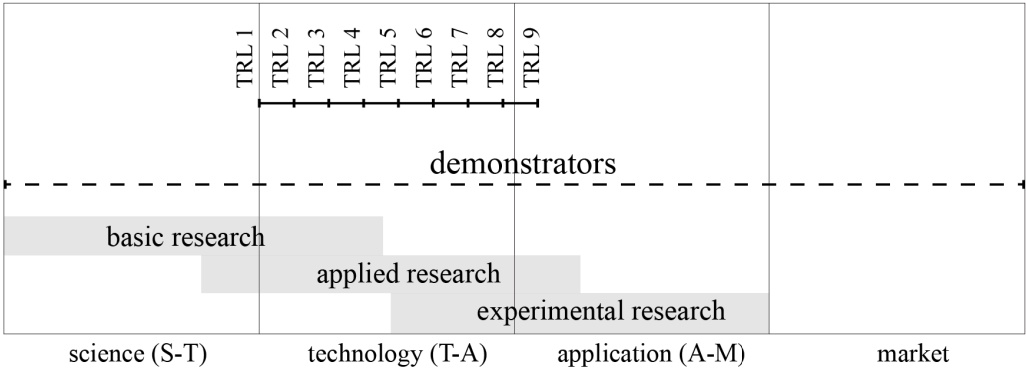 TRL 1
TRL 2
TRL 3
TRL 4
TRL 5
TRL 6
TRL 7
TRL 8
TRL 9
demonstrators
basic research
applied research
experimental research
science (S-T)
technology (T-A)
application (A-M)
market